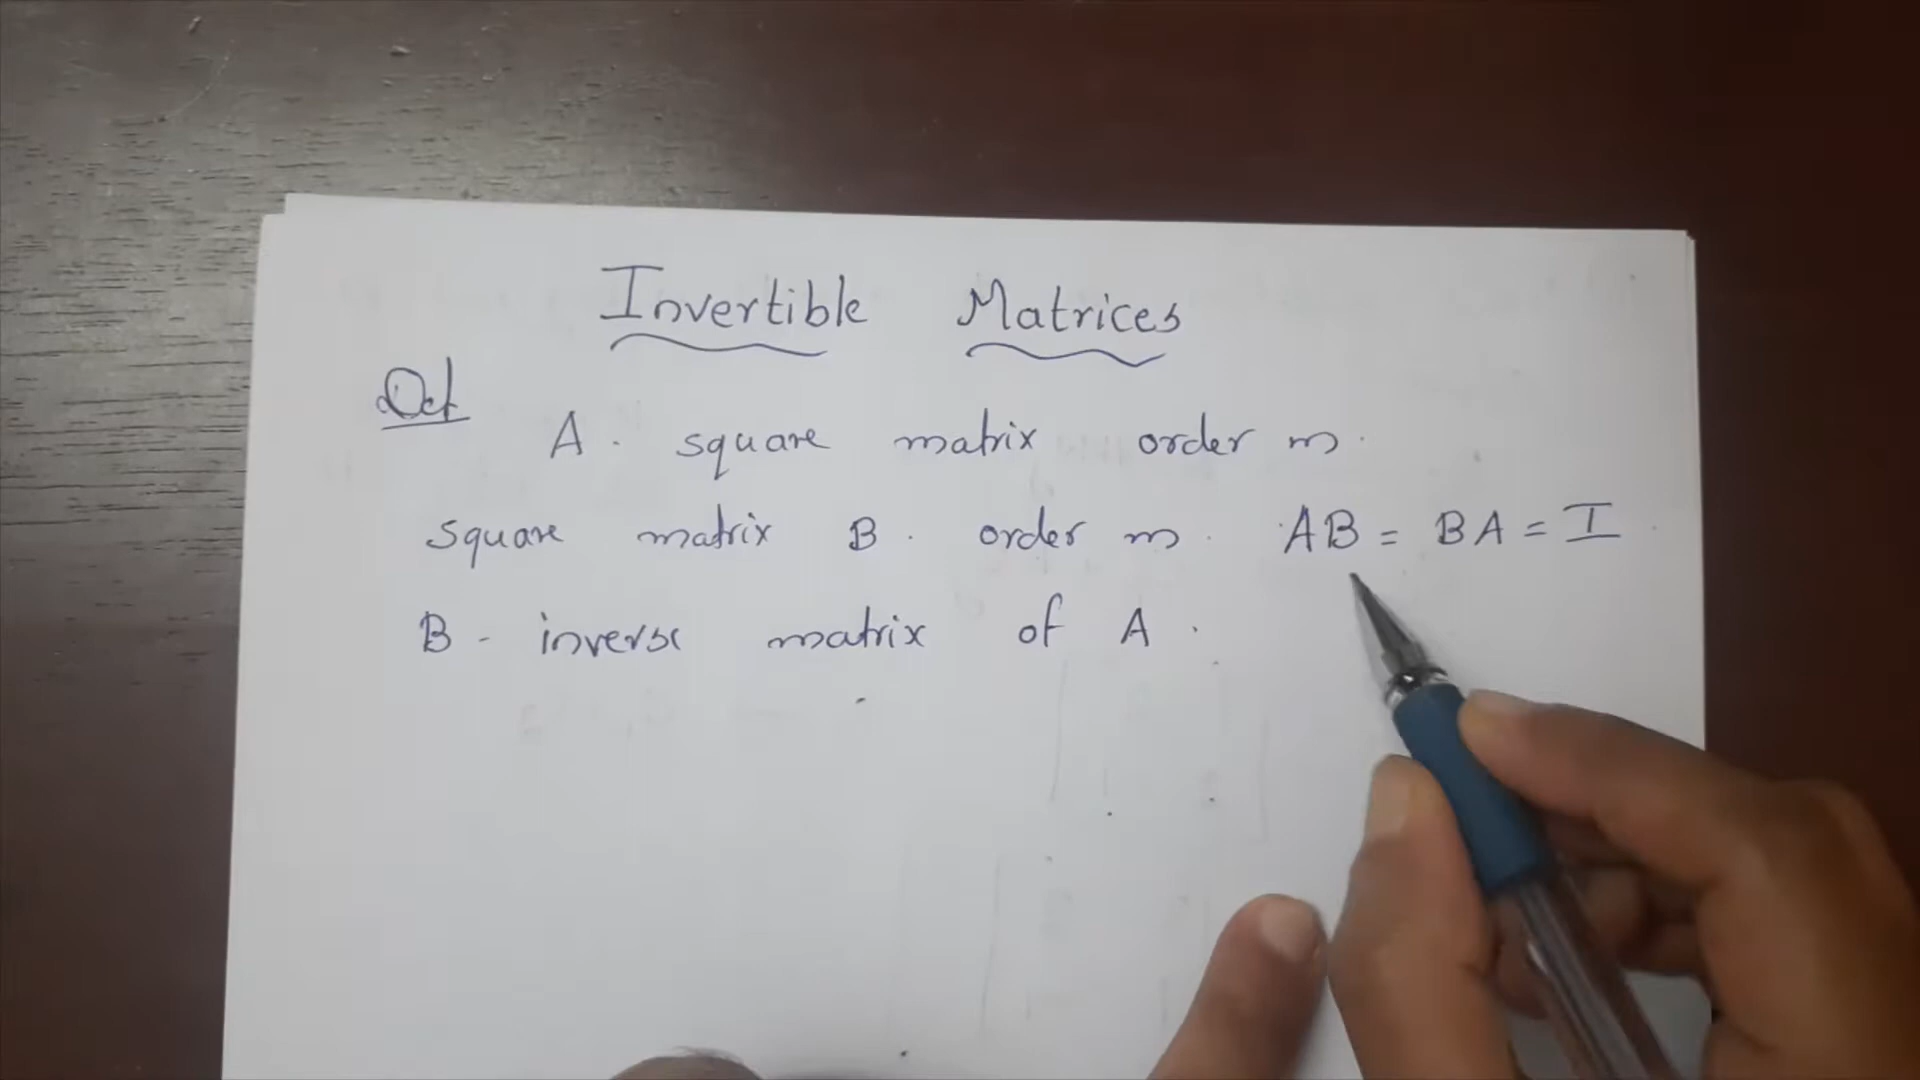 Invertible Matrices
Def
A . square matrix order m .
square matrix B . order m . AB = BA = I
B - inverse matrix of A .